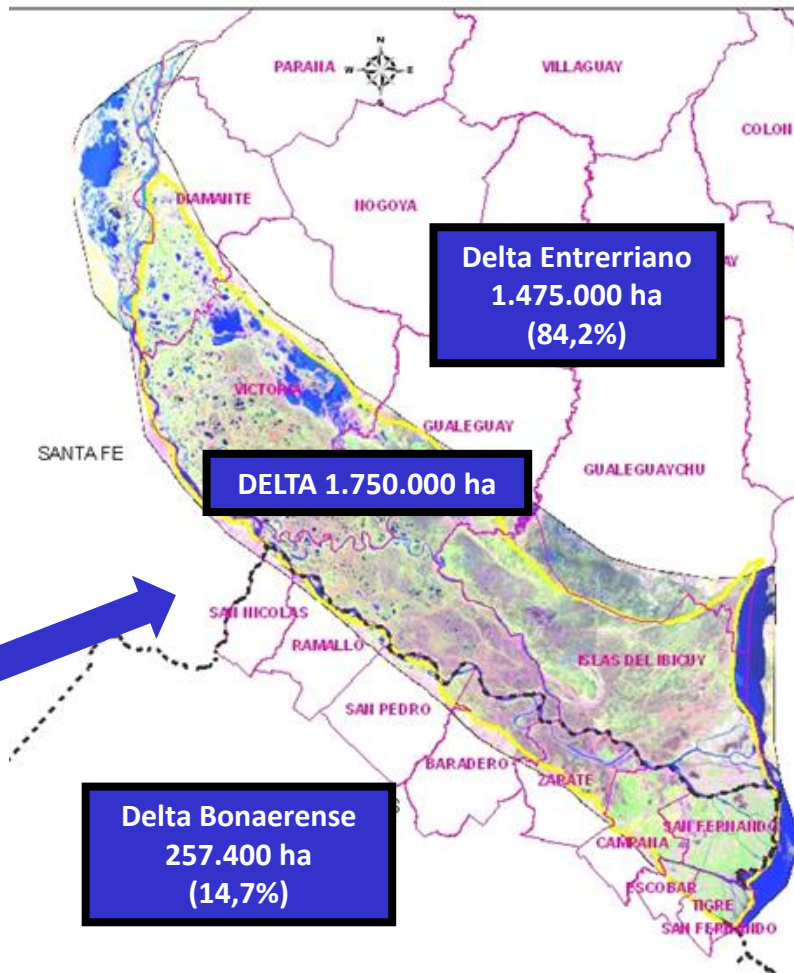 N
W E
S
PARANA
VILLAGUAY
COLON
DIAMANTE
NOGOYA
Delta Entrerriano
1.475.000 ha
(84,2%)
VICTORIA
GUALEGUAY
SANTA FE
GUALEGUAYCHU
DELTA 1.750.000 ha
SAN NICOLAS
RAMALLO
ISLAS DEL IBICUY
SAN PEDRO
BARADERO
ZARATE
Delta Bonaerense
257.400 ha
(14,7%)
SAN FERNANDO
CAMPANA
ESCOBAR
TIGRE
SAN FERNANDO